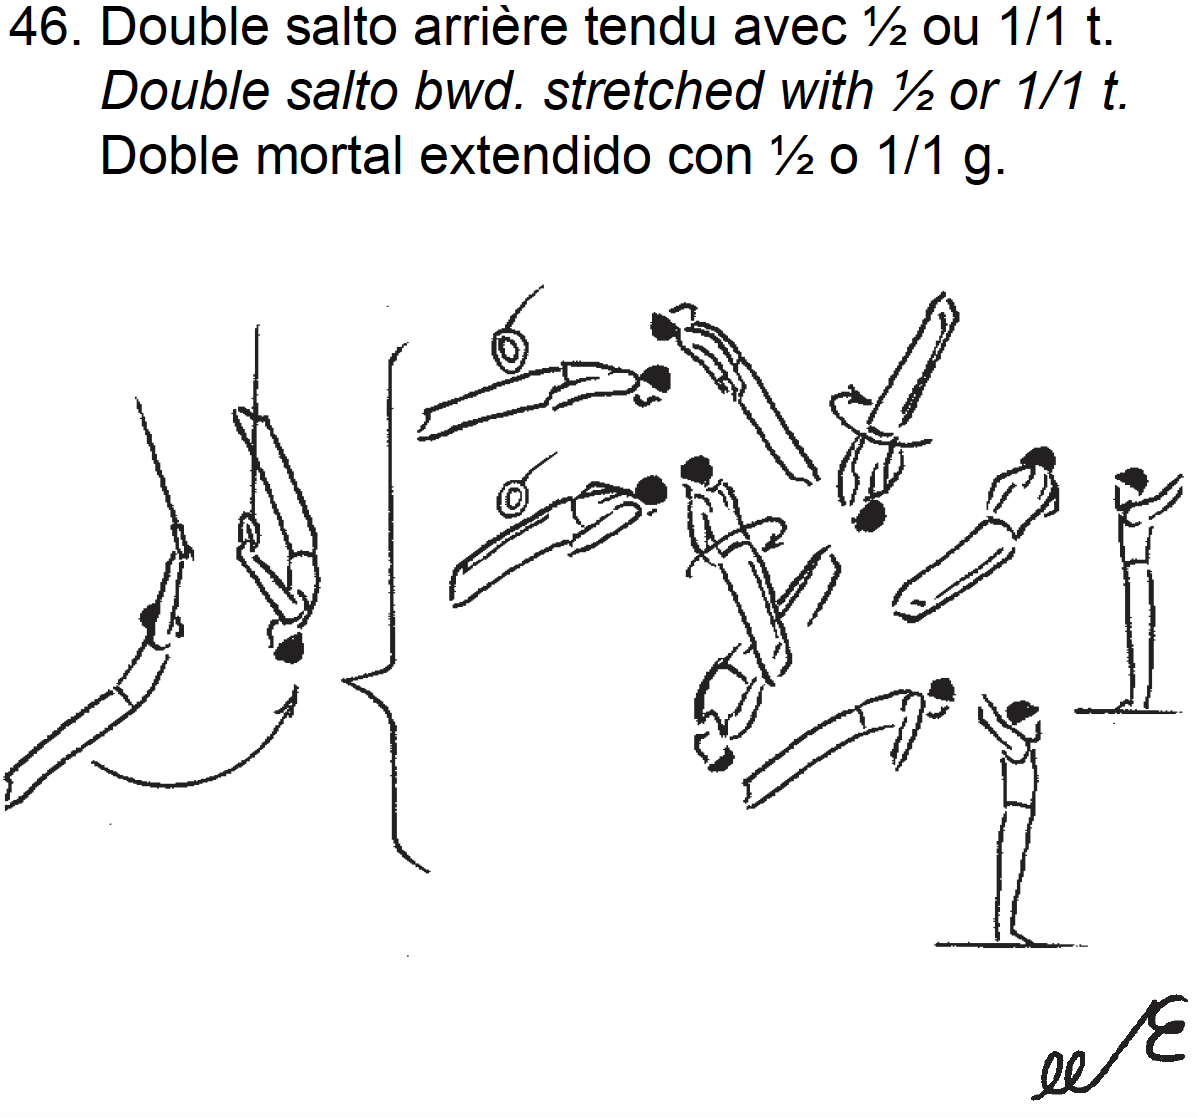 46. Double salto arrière tendu avec ½ ou 1/1 t.
Double salto bwd. stretched with ½ or 1/1 t.
Doble mortal extendido con ½ o 1/1 g.